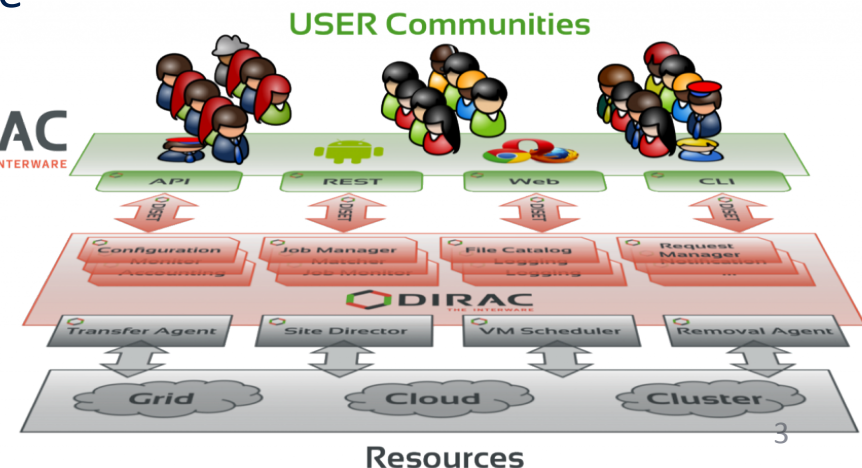 e
USER Communities
AC
INTERWARE
API
REST
Web
CLI
DISET
DISET
DISET
DISET
Configuration
Monitor
Accounting
Job Manager
Matcher
Job Monitor
File Catalog
Logging
Logging
Request
Manager
Notification
...
DIRAC
THE INTERWARE
Transfer Agent
Site Director
VM Scheduler
Removal Agent
Grid
Cloud
Cluster
3
Resources